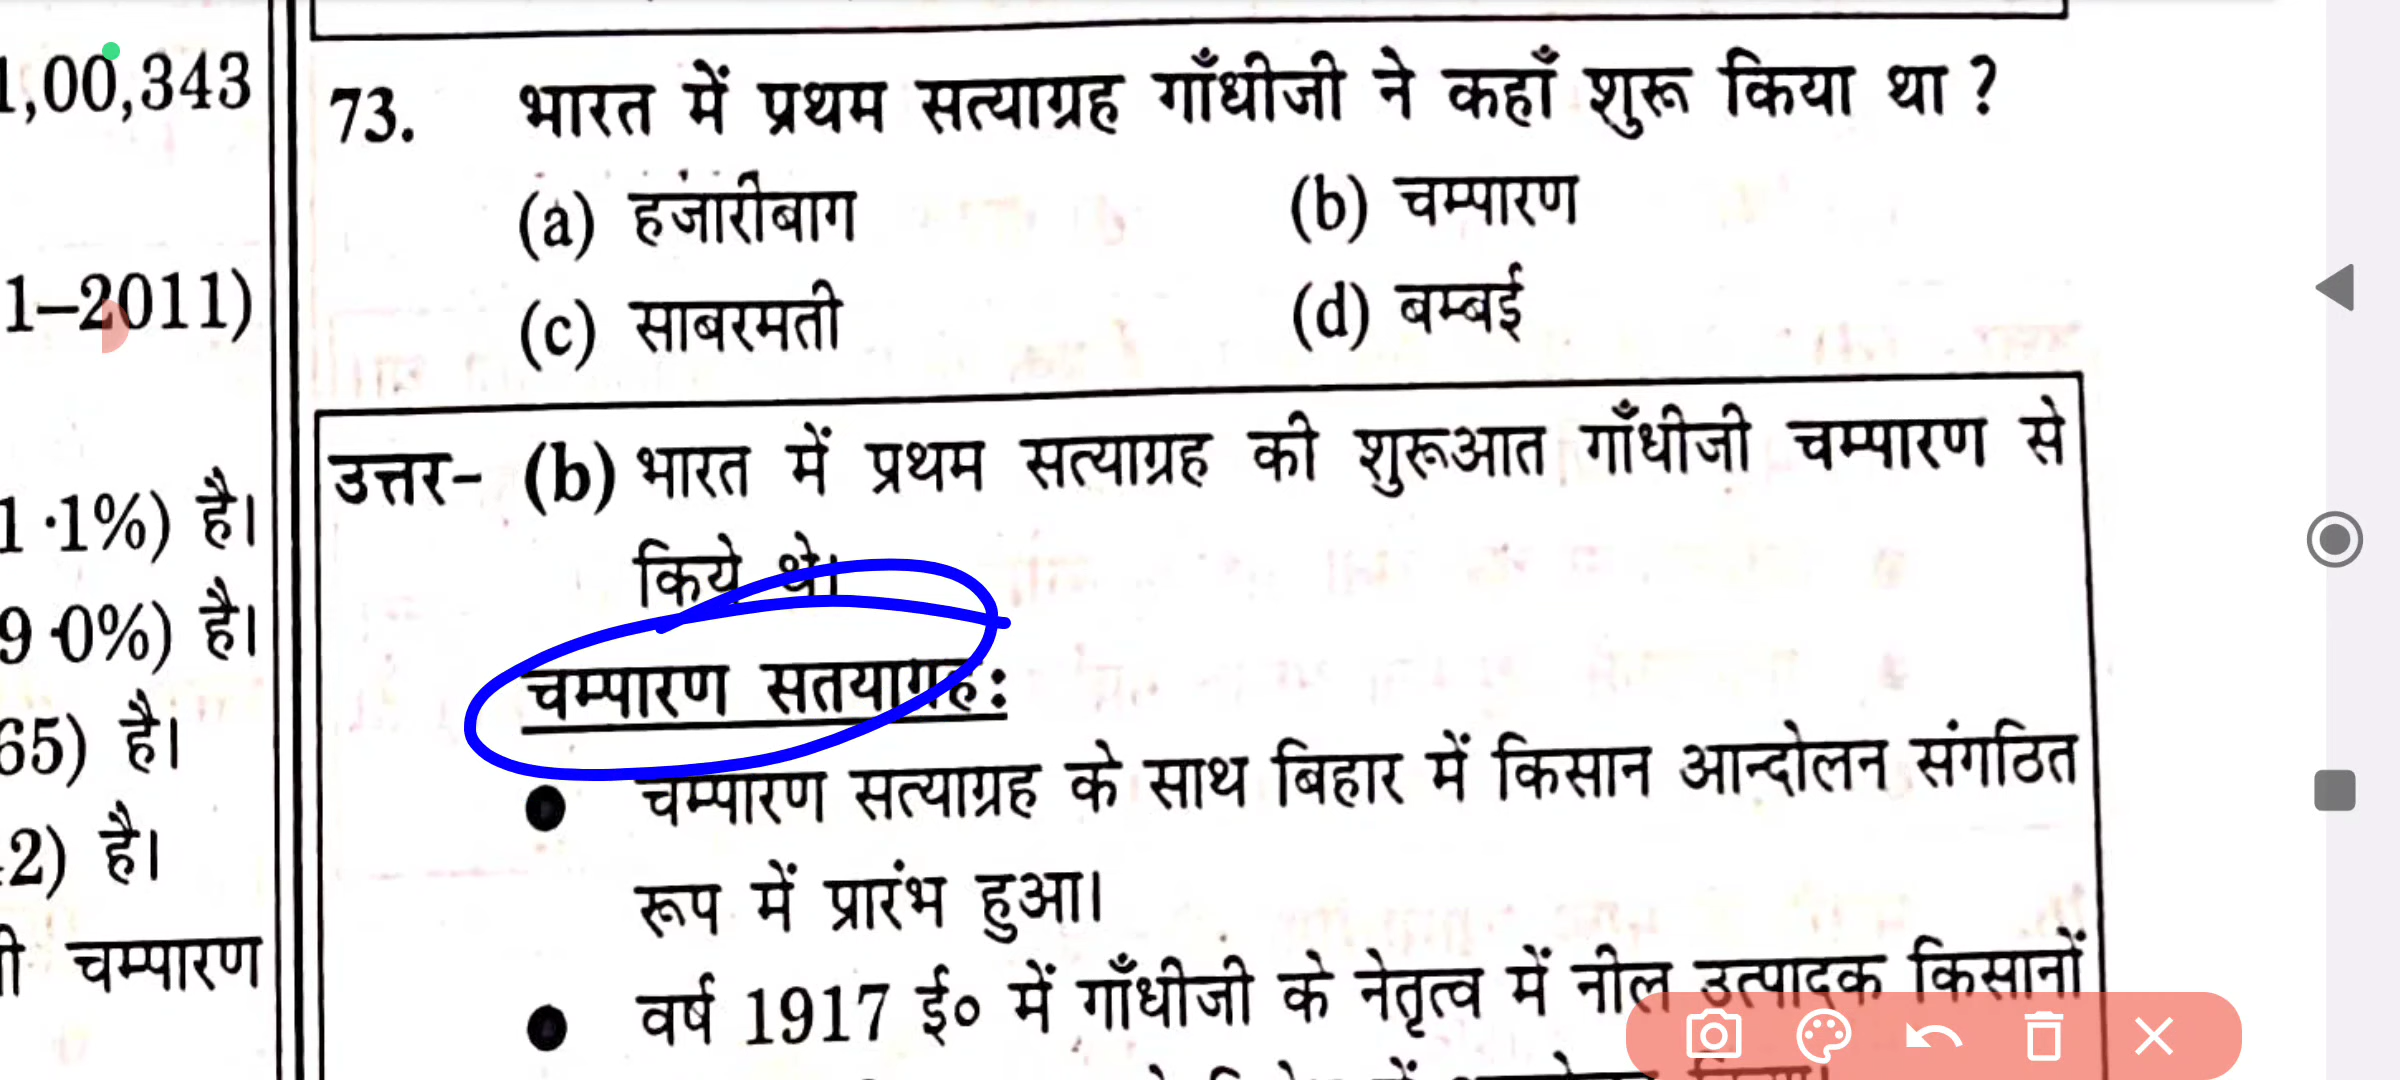 1,00,343
1–2011)
1·1%) है।
9·0%) है।
65) है।
2) है।
चम्पारण
73. भारत में प्रथम सत्याग्रह गाँधीजी ने कहाँ शुरू किया था ?
(a) हजारीबाग (b) चम्पारण
(c) साबरमती (d) बम्बई
उत्तर– (b) भारत में प्रथम सत्याग्रह की शुरूआत गाँधीजी चम्पारण से
किये थे।
चम्पारण सतयाग्रहः
● चम्पारण सत्याग्रह के साथ बिहार में किसान आन्दोलन संगठित
रूप में प्रारंभ हुआ।
● वर्ष 1917 ई० में गाँधीजी के नेतृत्व में नील उत्पादक किसानों